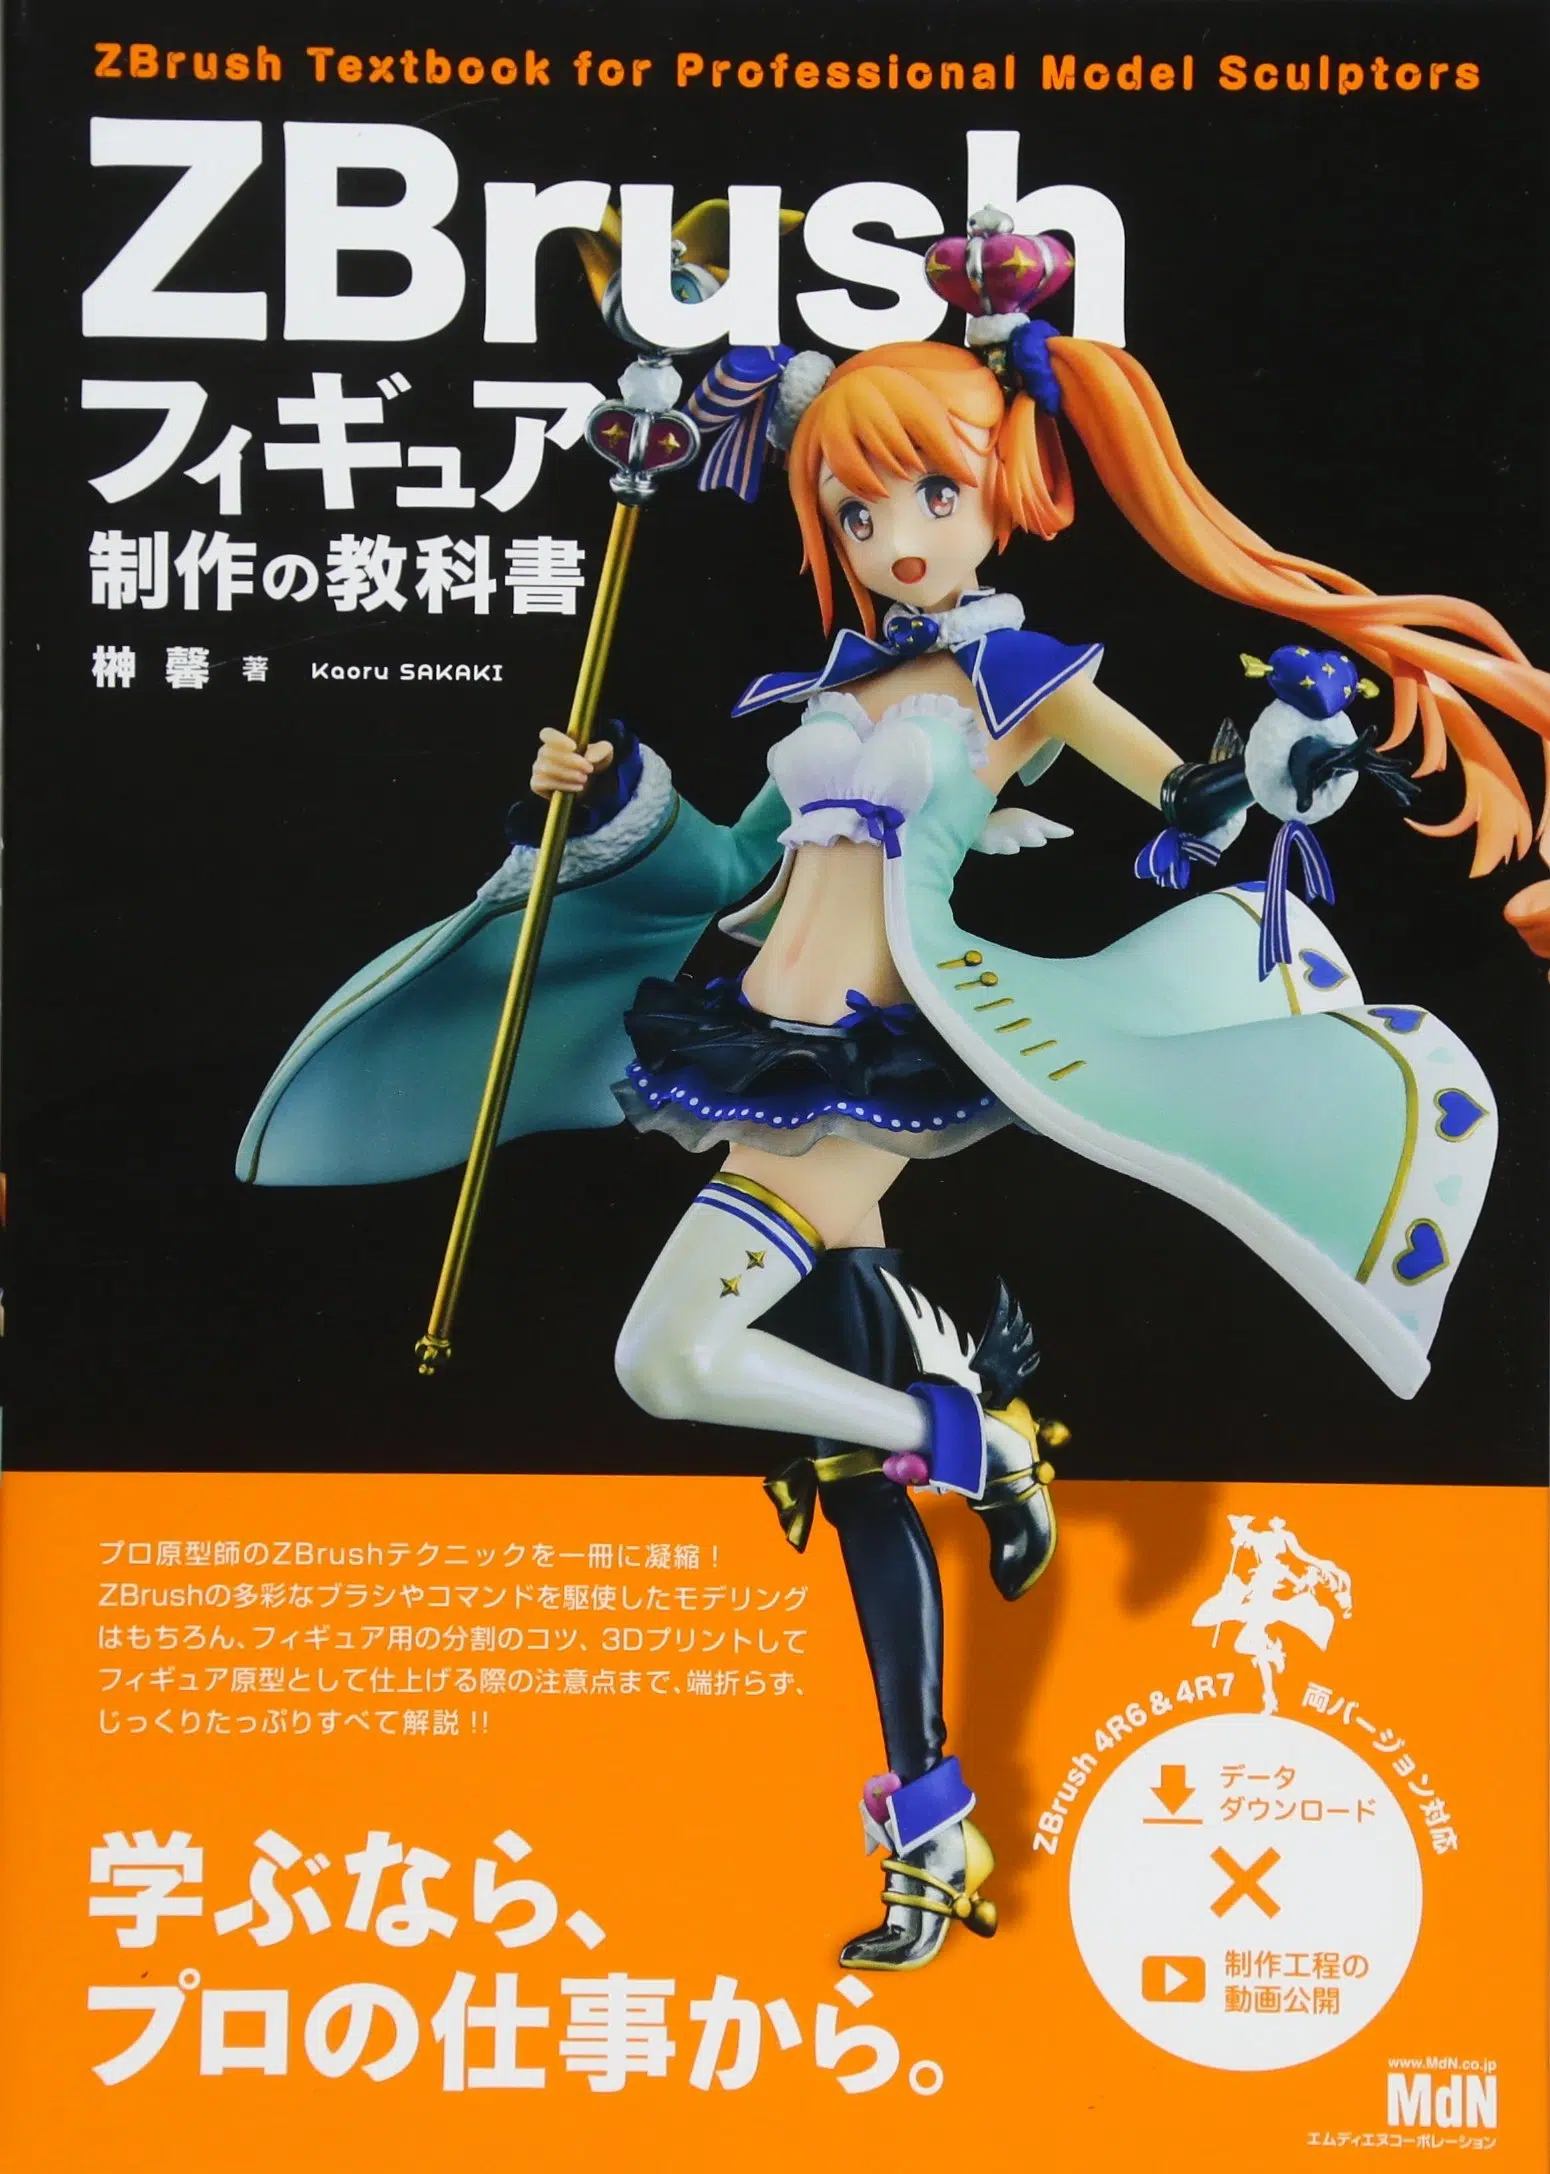 ZBrush Textbook for Professional Model Sculptors
ZBrush
フィギュア
制作の教科書
榊 馨 著 Kaoru SAKAKI
プロ原型師のZBrushテクニックを一冊に凝縮！
ZBrushの多彩なブラシやコマンドを駆使したモデリング
はもちろん、フィギュア用の分割のコツ、3Dプリントして
フィギュア原型として仕上げる際の注意点まで、端折らず、
じっくりたっぷりすべて解説！！
学ぶなら、
プロの仕事から。
ZBrush 4R6 & 4R7 両バージョン対応
データ
ダウンロード
×
制作工程の
動画公開
www.MdN.co.jp
MdN
エムディエヌコーポレーション